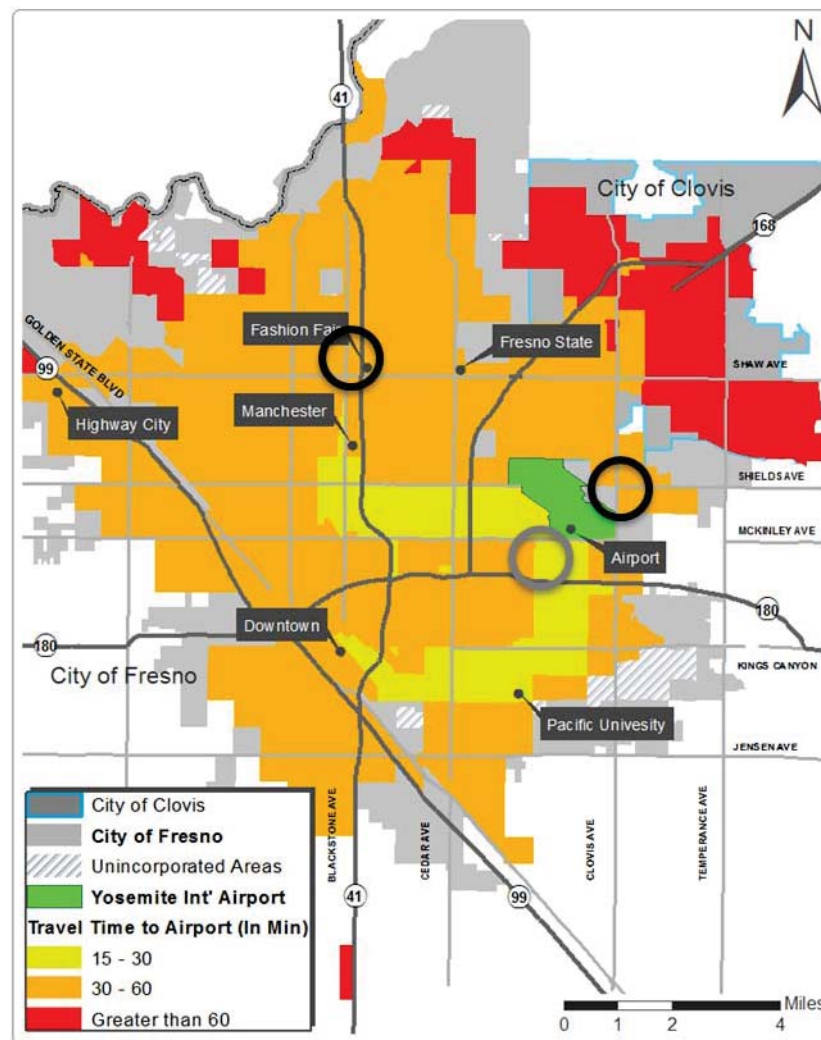 N
41
City of Clovis
168
GOLDEN STATE BLVD
Fashion Fair
Fresno State
99
SHAW AVE
Highway City
Manchester
SHIELDS AVE
MCKINLEY AVE
Airport
180
Downtown
180
KINGS CANYON
City of Fresno
Pacific Univesity
JENSEN AVE
BLACKSTONE AVE
CEDAR AVE
CLOVIS AVE
TEMPERANCE AVE
41
99
City of Clovis
City of Fresno
Unincorporated Areas
Yosemite Int' Airport
Travel Time to Airport (In Min)
15 - 30
30 - 60
Greater than 60
Miles
0 1 2 4